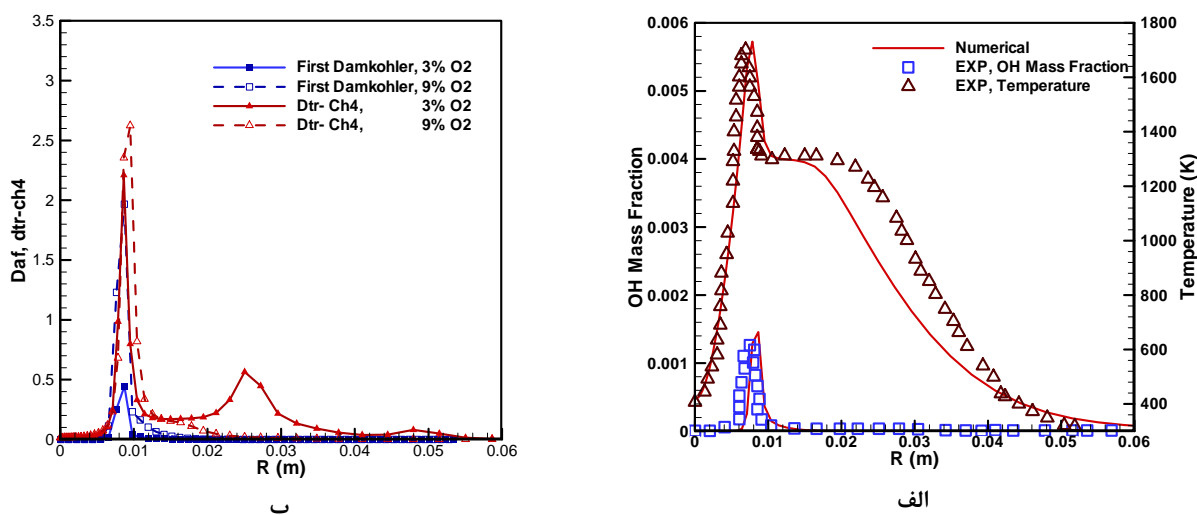 3.5
3
2.5
2
1.5
1
0.5
0
Daf, dtr-ch4
First Damkohler, 3% O2
First Damkohler, 9% O2
Dtr- Ch4, 3% O2
Dtr- Ch4, 9% O2
0 0.01 0.02 0.03 0.04 0.05 0.06
R (m)
ب
0.006
0.005
0.004
0.003
0.002
0.001
0
OH Mass Fraction
Numerical
EXP, OH Mass Fraction
EXP, Temperature
1800
1600
1400
1200
1000
800
600
400
Temperature (K)
0 0.01 0.02 0.03 0.04 0.05 0.06
R (m)
الف